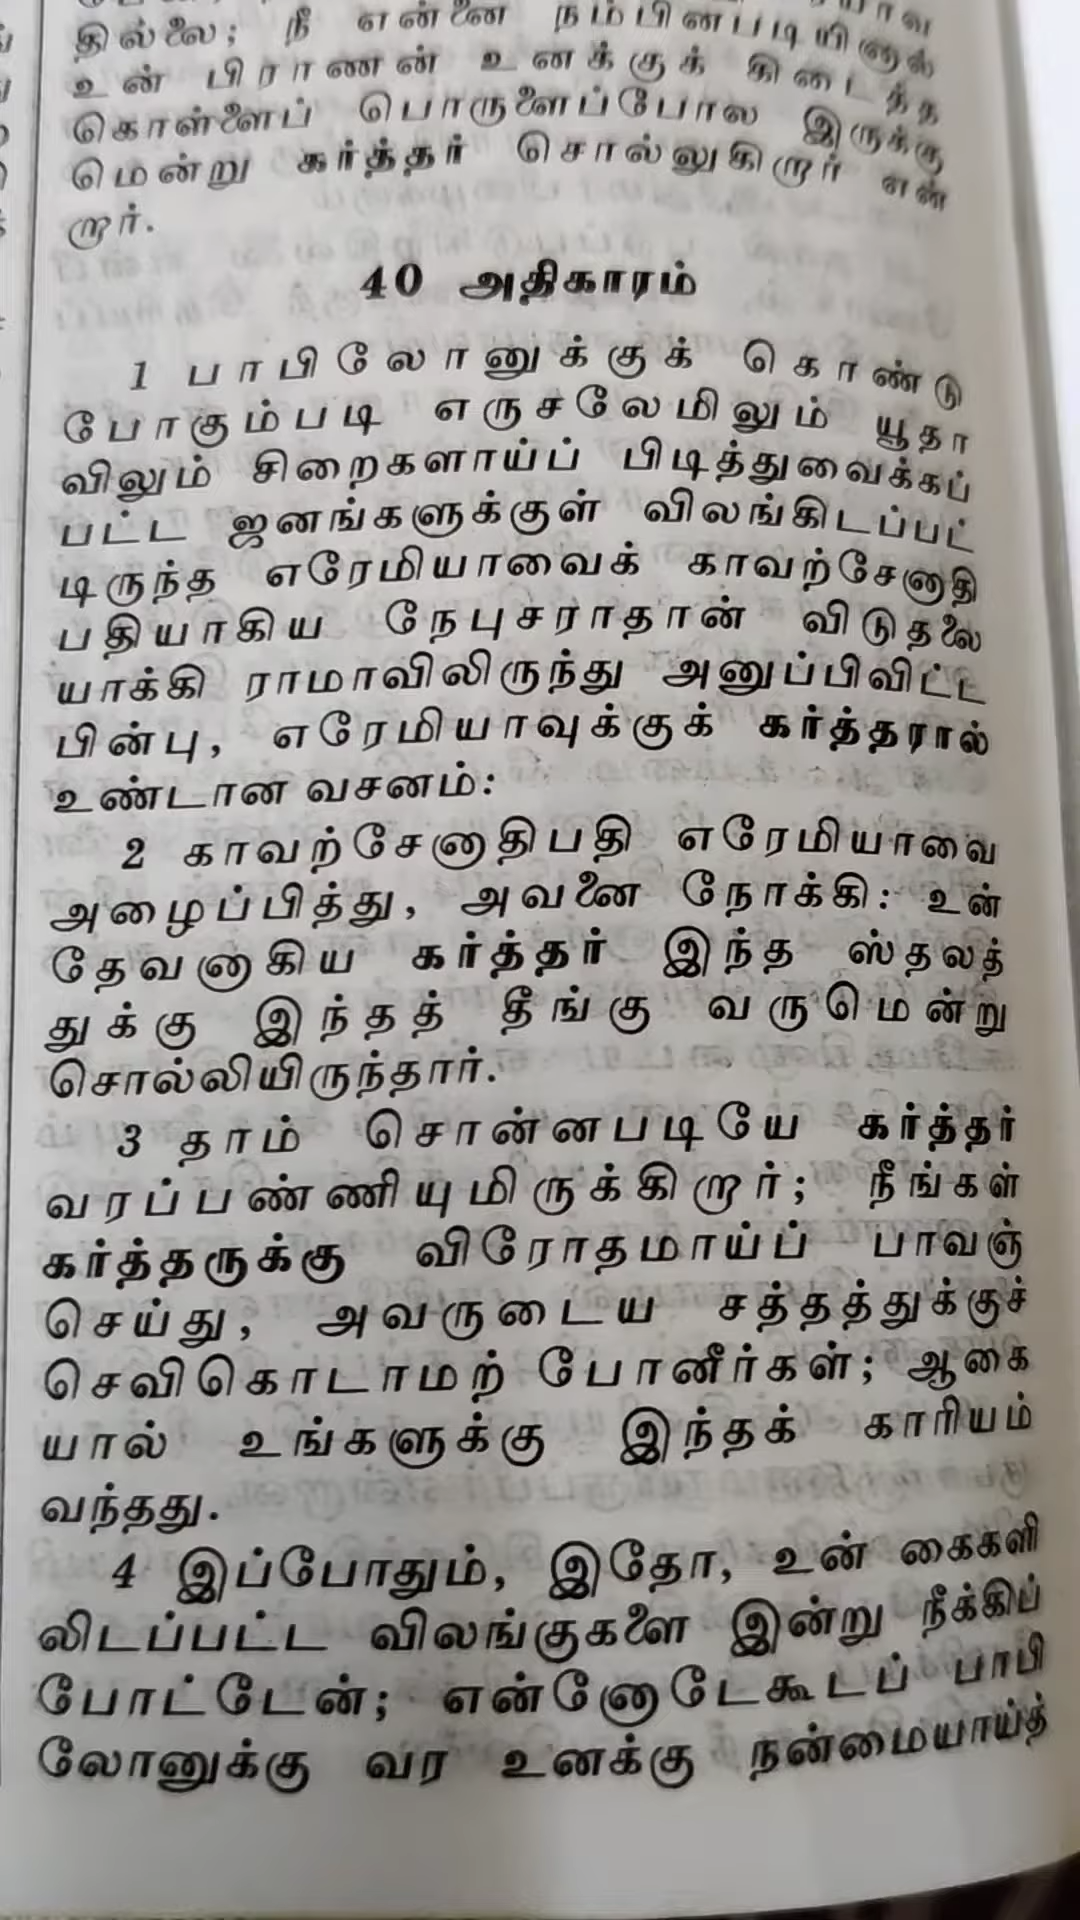 தில்லை; நீ என்னை நம்பினபடியினால்
உன் பிராணன் உனக்குக் கிடைத்த
கொள்ளைப் பொருளைப்போல இருக்கு
மென்று கர்த்தர் சொல்லுகிறார் என்
றார்.
40 அதிகாரம்
1 பாபிலோனுக்குக் கொண்டு
போகும்படி எருசலேமிலும் யூதா
விலும் சிறைகளாய்ப் பிடித்துவைக்கப்
பட்ட ஜனங்களுக்குள் விலங்கிடப்பட்
டிருந்த எரேமியாவைக் காவற்சேனாதி
பதியாகிய நேபுசராதான் விடுதலை
யாக்கி ராமாவிலிருந்து அனுப்பிவிட்ட
பின்பு, எரேமியாவுக்குக் கர்த்தரால்
உண்டான வசனம்:
2 காவற்சேனாதிபதி எரேமியாவை
அழைப்பித்து, அவனை நோக்கி: உன்
தேவனாகிய கர்த்தர் இந்த ஸ்தலத்
துக்கு இந்தத் தீங்கு வருமென்று
சொல்லியிருந்தார்.
3 தாம் சொன்னபடியே கர்த்தர்
வரப்பண்ணியுமிருக்கிறார்; நீங்கள்
கர்த்தருக்கு விரோதமாய்ப் பாவஞ்
செய்து, அவருடைய சத்தத்துக்குச்
செவிகொடாமற் போனீர்கள்; ஆகை
யால் உங்களுக்கு இந்தக் காரியம்
வந்தது.
4 இப்போதும், இதோ, உன் கைகளி
லிடப்பட்ட விலங்குகளை இன்று நீக்கிப்
போட்டேன்; என்னோடேகூடப் பாபி
லோனுக்கு வர உனக்கு நன்மையாய்த்